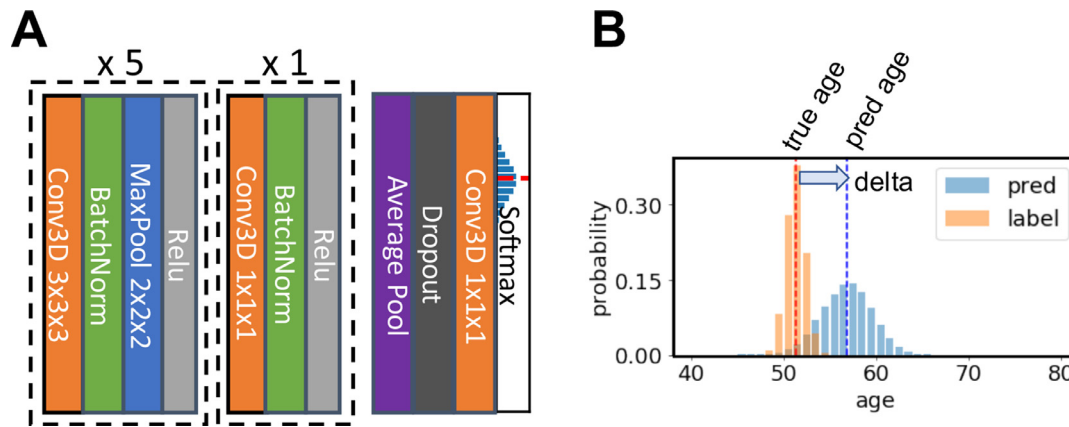 A
x 5
x 1
Conv3D 3x3x3
BatchNorm
MaxPool 2x2x2
Relu
Conv3D 1x1x1
BatchNorm
Relu
Average Pool
Dropout
Conv3D 1x1x1
Softmax
B
true age
pred age
delta
pred
label
probability
0.30
0.15
0.00
40
50
60
70
80
age